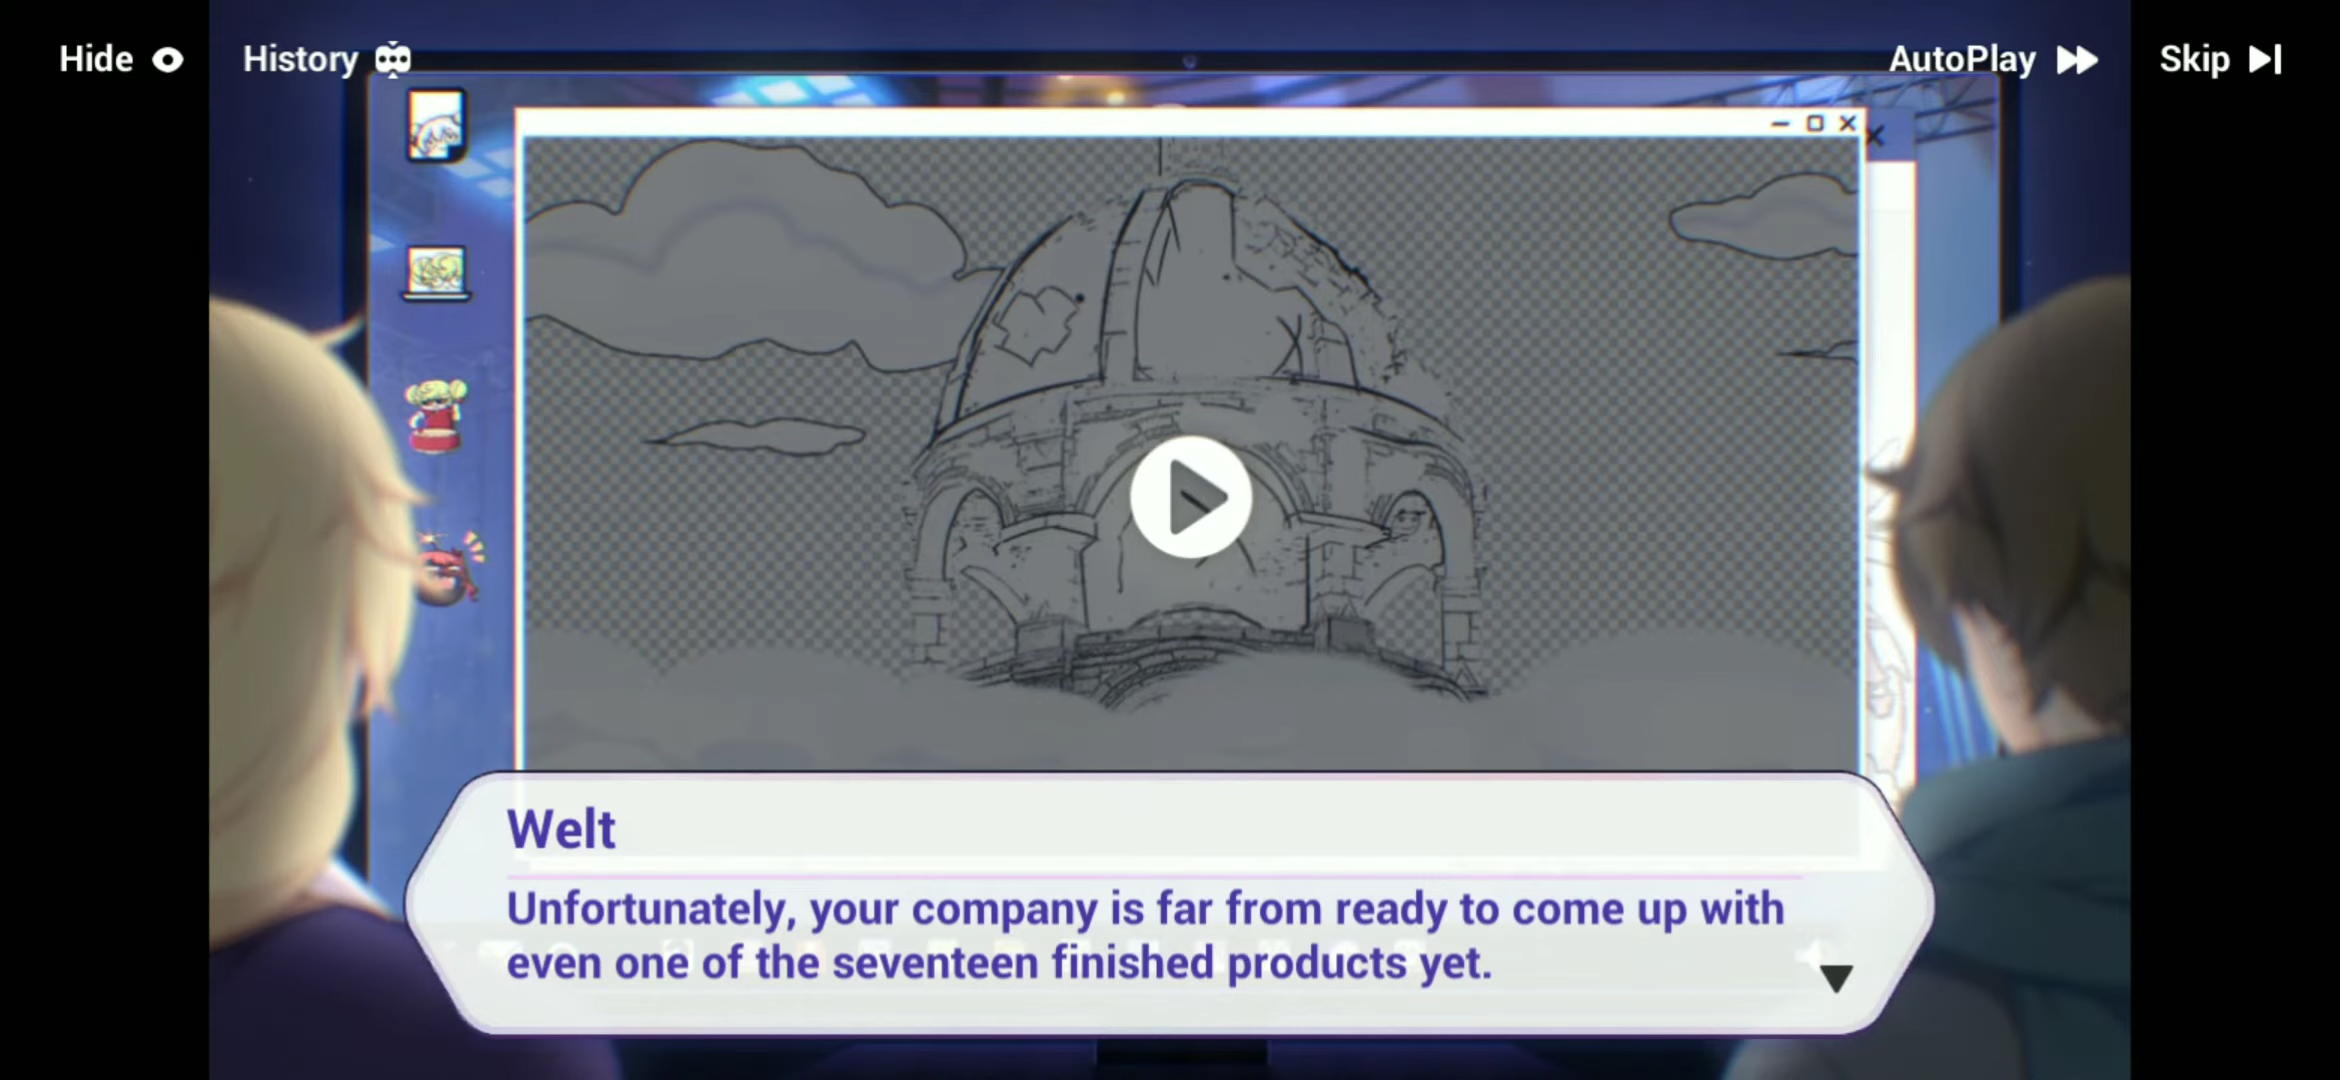 Hide
History
AutoPlay
Skip
Welt
Unfortunately, your company is far from ready to come up with
even one of the seventeen finished products yet.